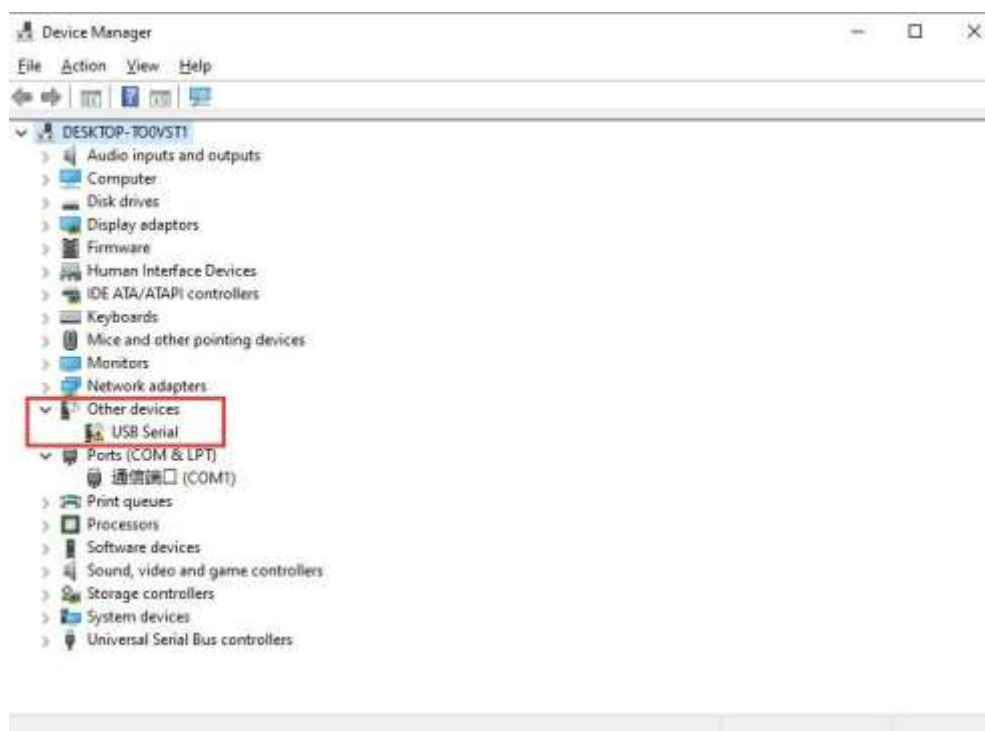 Device Manager
File Action View Help
DESKTOP-TO0VST1
Audio inputs and outputs
Computer
Disk drives
Display adaptors
Firmware
Human Interface Devices
IDE ATA/ATAPI controllers
Keyboards
Mice and other pointing devices
Monitors
Network adapters
Other devices
USB Serial
Ports (COM & LPT)
通信端口 (COM1)
Print queues
Processors
Software devices
Sound, video and game controllers
Storage controllers
System devices
Universal Serial Bus controllers